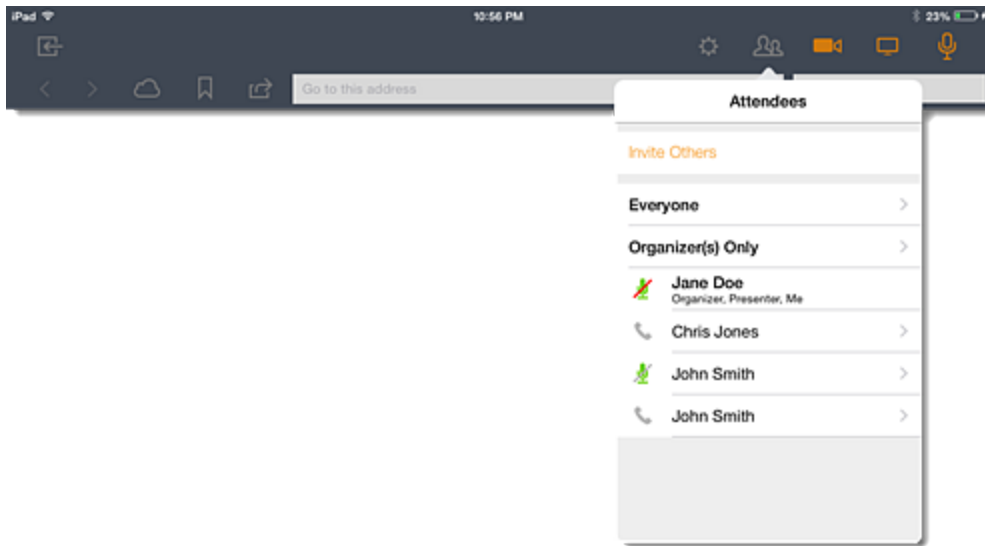 iPad 10:56 PM 23%
Go to this address
Attendees
Invite Others
Everyone
Organizer(s) Only
Jane Doe
Organizer, Presenter, Me
Chris Jones
John Smith
John Smith